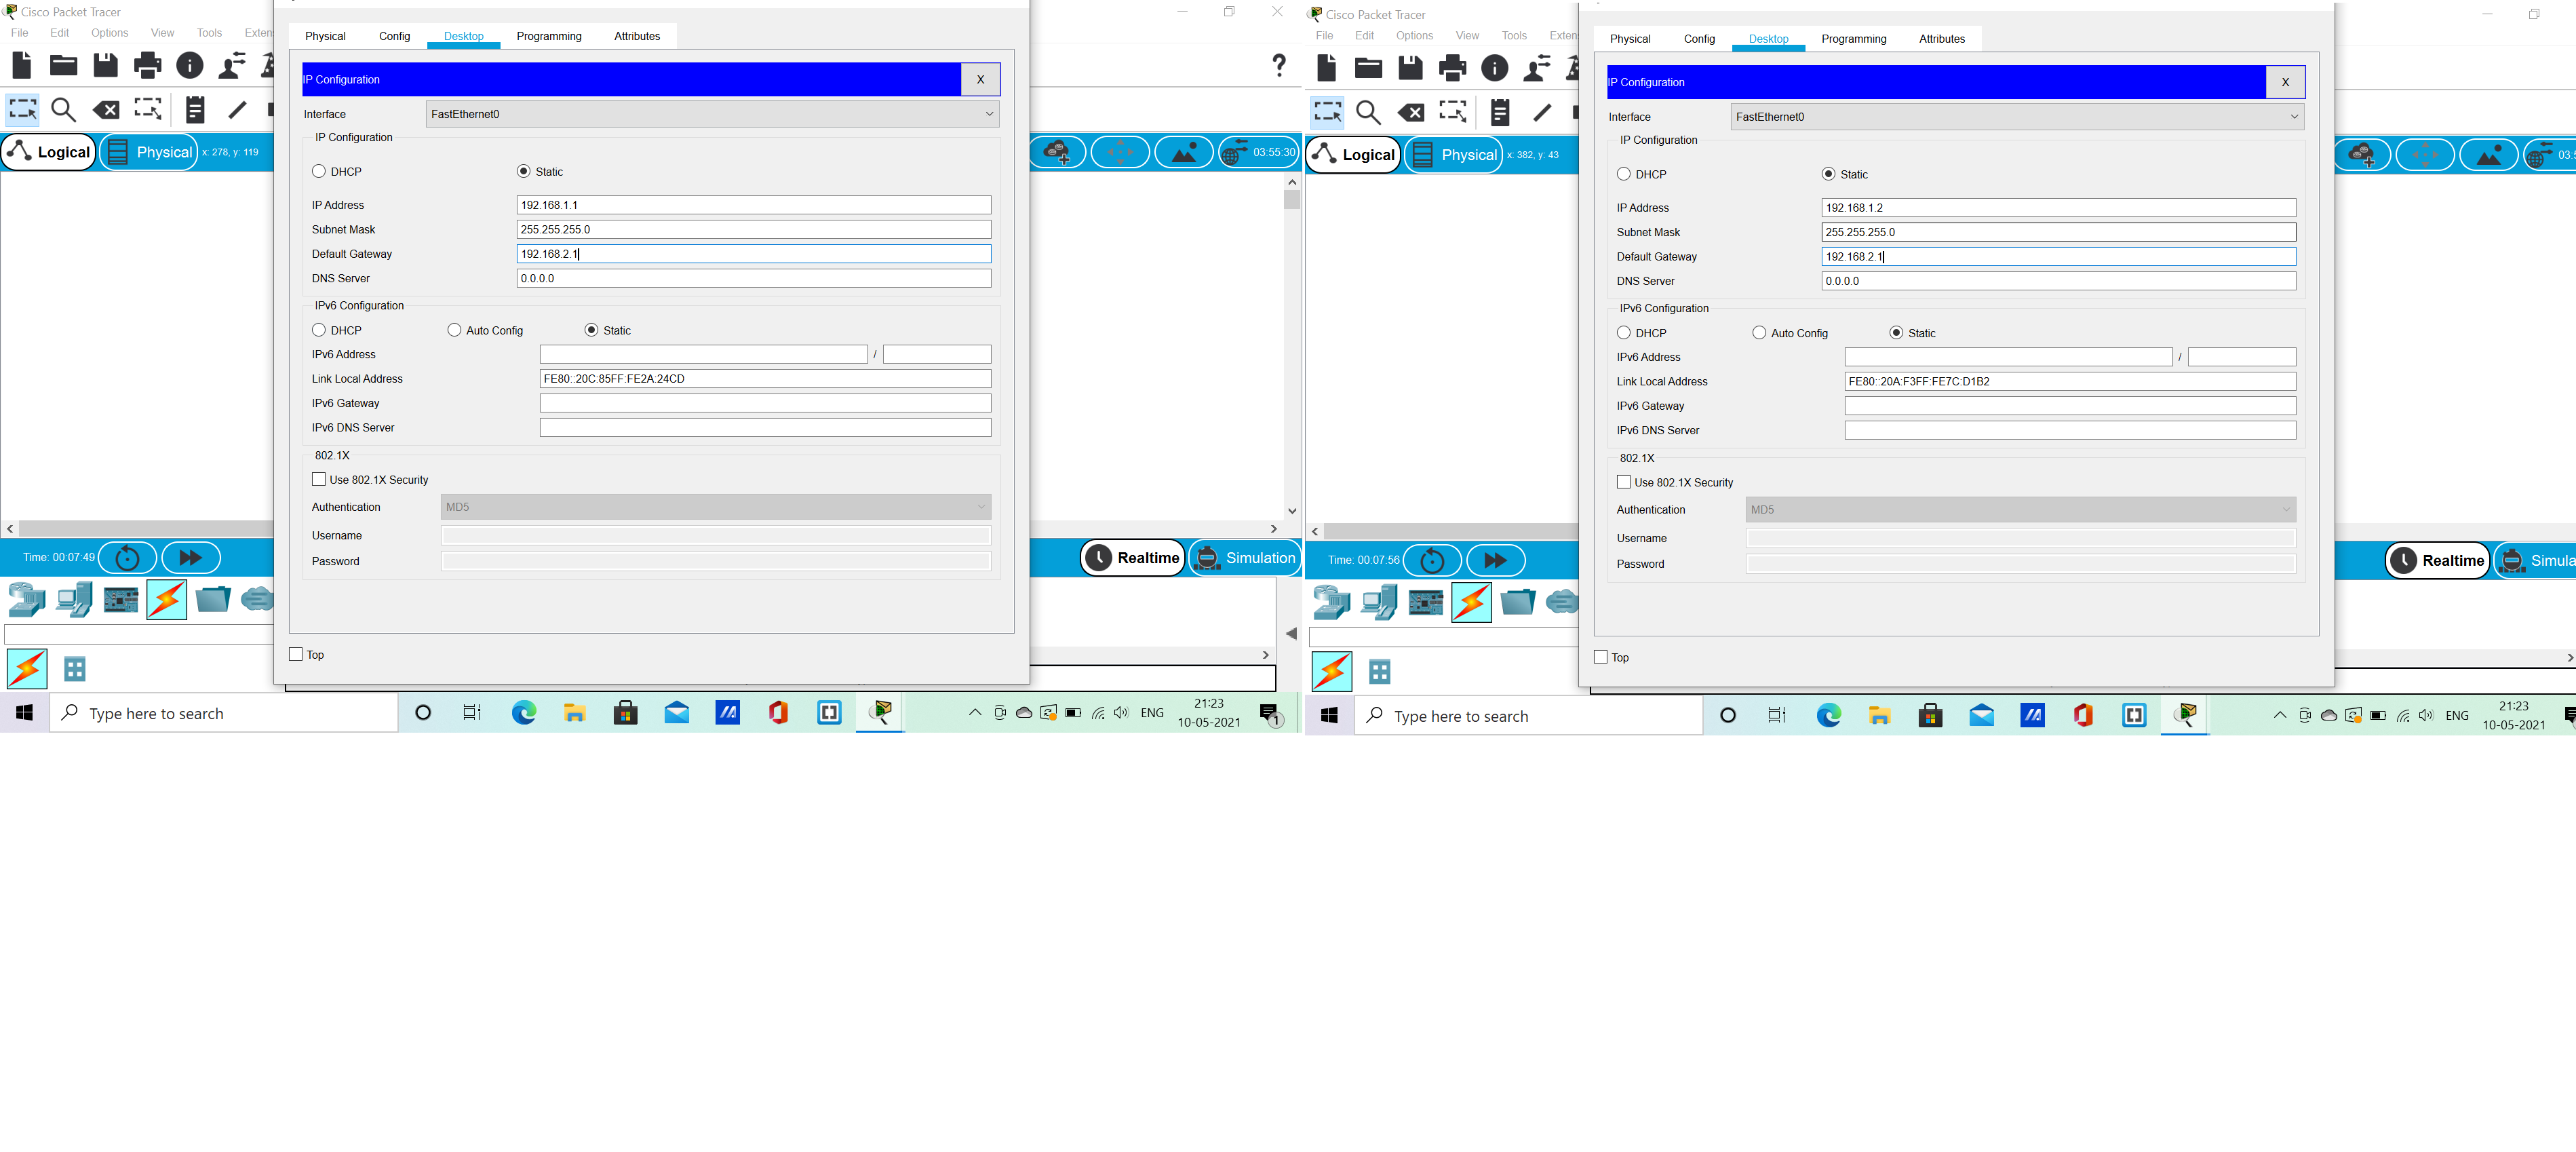 Cisco Packet Tracer
File Edit Options View Tools Exten
Physical Config Desktop Programming Attributes
IP Configuration X
Interface FastEthernet0
IP Configuration
Logical Physical x: 278, y: 119
03:55:30
DHCP Static
IP Address 192.168.1.1
Subnet Mask 255.255.255.0
Default Gateway 192.168.2.1
DNS Server 0.0.0.0
IPv6 Configuration
DHCP Auto Config Static
IPv6 Address /
Link Local Address FE80::20C:85FF:FE2A:24CD
IPv6 Gateway
IPv6 DNS Server
802.1X
Use 802.1X Security
Authentication MD5
Username
Password
Time: 00:07:49
Realtime Simulation
Top
Type here to search
ENG
21:23
10-05-2021
1
Cisco Packet Tracer
File Edit Options View Tools Exten
Physical Config Desktop Programming Attributes
IP Configuration X
Interface FastEthernet0
IP Configuration
Logical Physical x: 382, y: 43
03:5
DHCP Static
IP Address 192.168.1.2
Subnet Mask 255.255.255.0
Default Gateway 192.168.2.1
DNS Server 0.0.0.0
IPv6 Configuration
DHCP Auto Config Static
IPv6 Address /
Link Local Address FE80::20A:F3FF:FE7C:D1B2
IPv6 Gateway
IPv6 DNS Server
802.1X
Use 802.1X Security
Authentication MD5
Username
Password
Time: 00:07:56
Realtime Simula
Top
Type here to search
ENG
21:23
10-05-2021